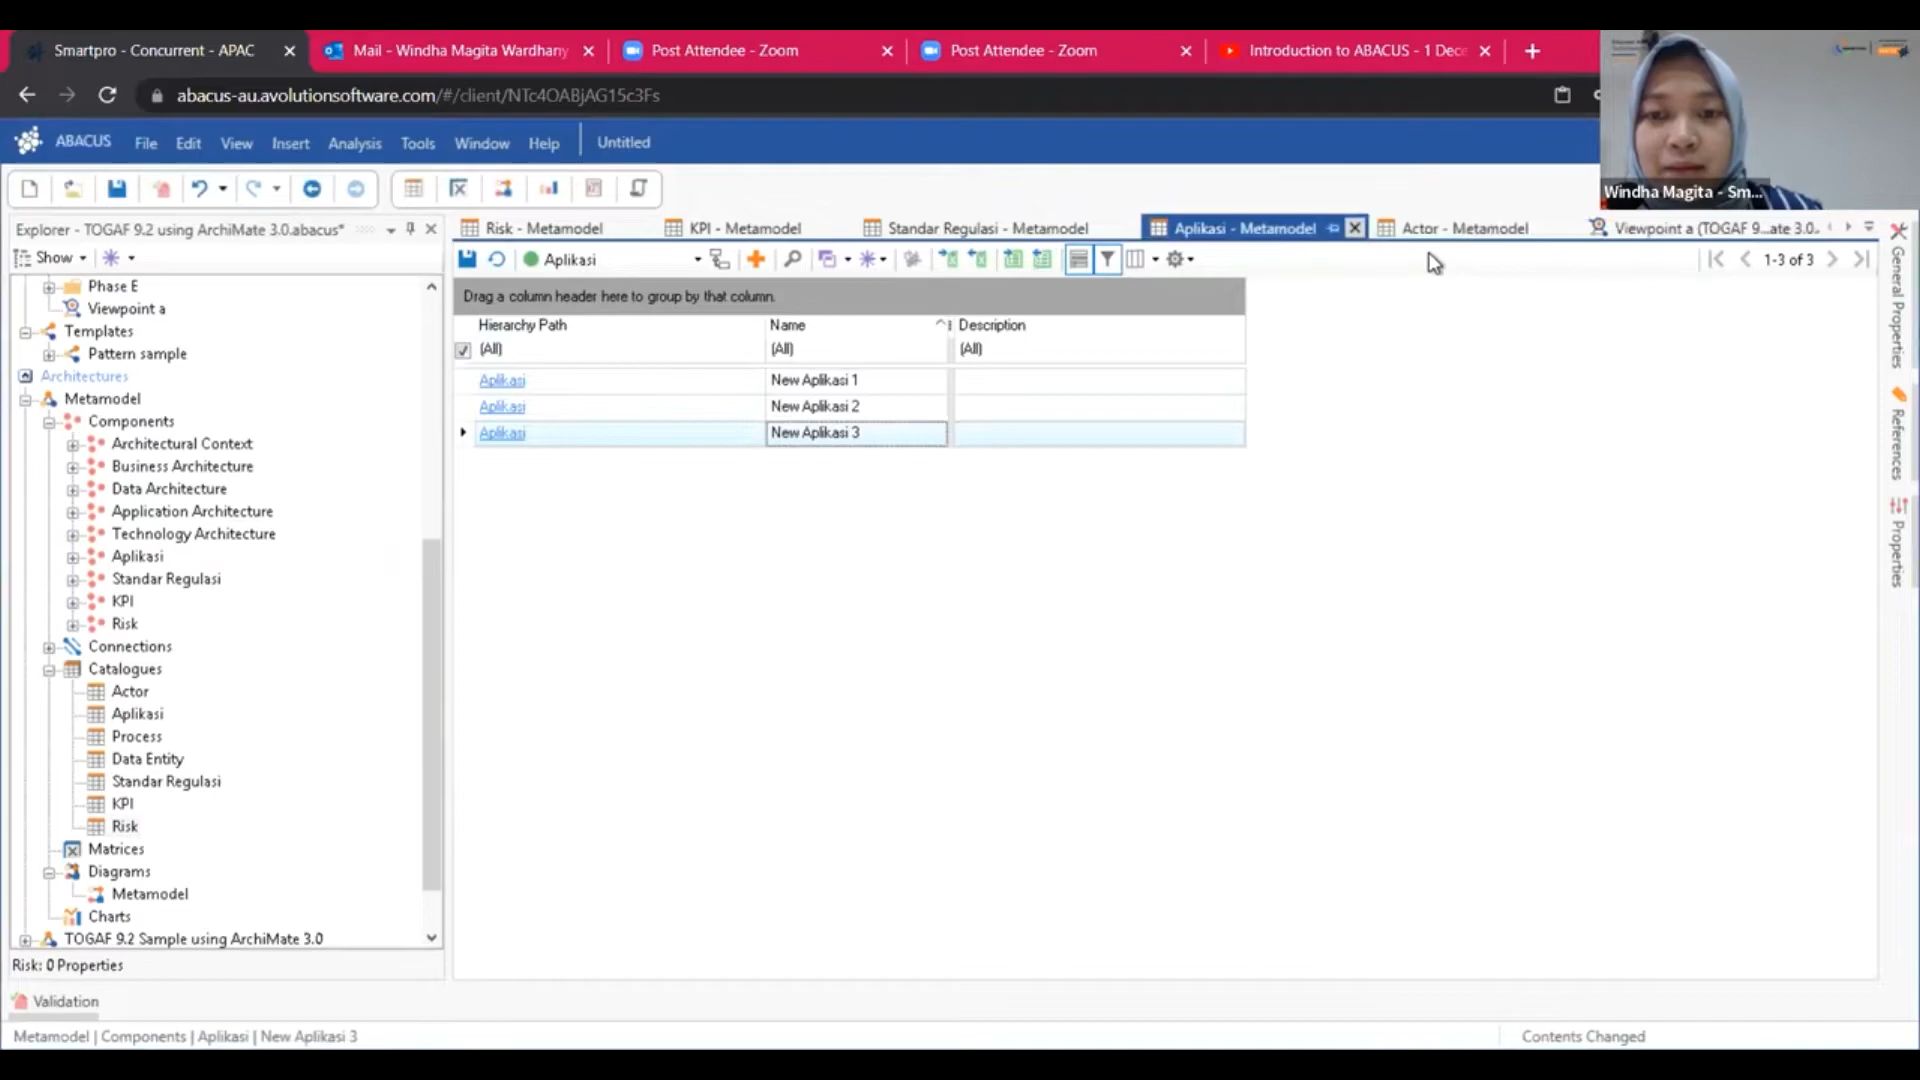 Smartpro - Concurrent - APAC
Mail - Windha Magita Wardhany
Post Attendee - Zoom
Post Attendee - Zoom
Introduction to ABACUS - 1 Dece
abacus-au.avolutionsoftware.com/#/client/NTc4OABjAG15c3Fs
Windha Magita - Sm...
ABACUS File Edit View Insert Analysis Tools Window Help Untitled
Explorer - TOGAF 9.2 using ArchiMate 3.0.abacus*
Risk - Metamodel
KPI - Metamodel
Standar Regulasi - Metamodel
Aplikasi - Metamodel
Actor - Metamodel
Viewpoint a (TOGAF 9...ate 3.0.
Show
Aplikasi
1-3 of 3
Drag a column header here to group by that column.
Hierarchy Path Name Description
(All) (All) (All)
Aplikasi New Aplikasi 1
Aplikasi New Aplikasi 2
Aplikasi New Aplikasi 3
Phase E
Viewpoint a
Templates
Pattern sample
Architectures
Metamodel
Components
Architectural Context
Business Architecture
Data Architecture
Application Architecture
Technology Architecture
Aplikasi
Standar Regulasi
KPI
Risk
Connections
Catalogues
Actor
Aplikasi
Process
Data Entity
Standar Regulasi
KPI
Risk
Matrices
Diagrams
Metamodel
Charts
TOGAF 9.2 Sample using ArchiMate 3.0
Risk: 0 Properties
General Properties
References
Properties
Validation
Metamodel | Components | Aplikasi | New Aplikasi 3
Contents Changed